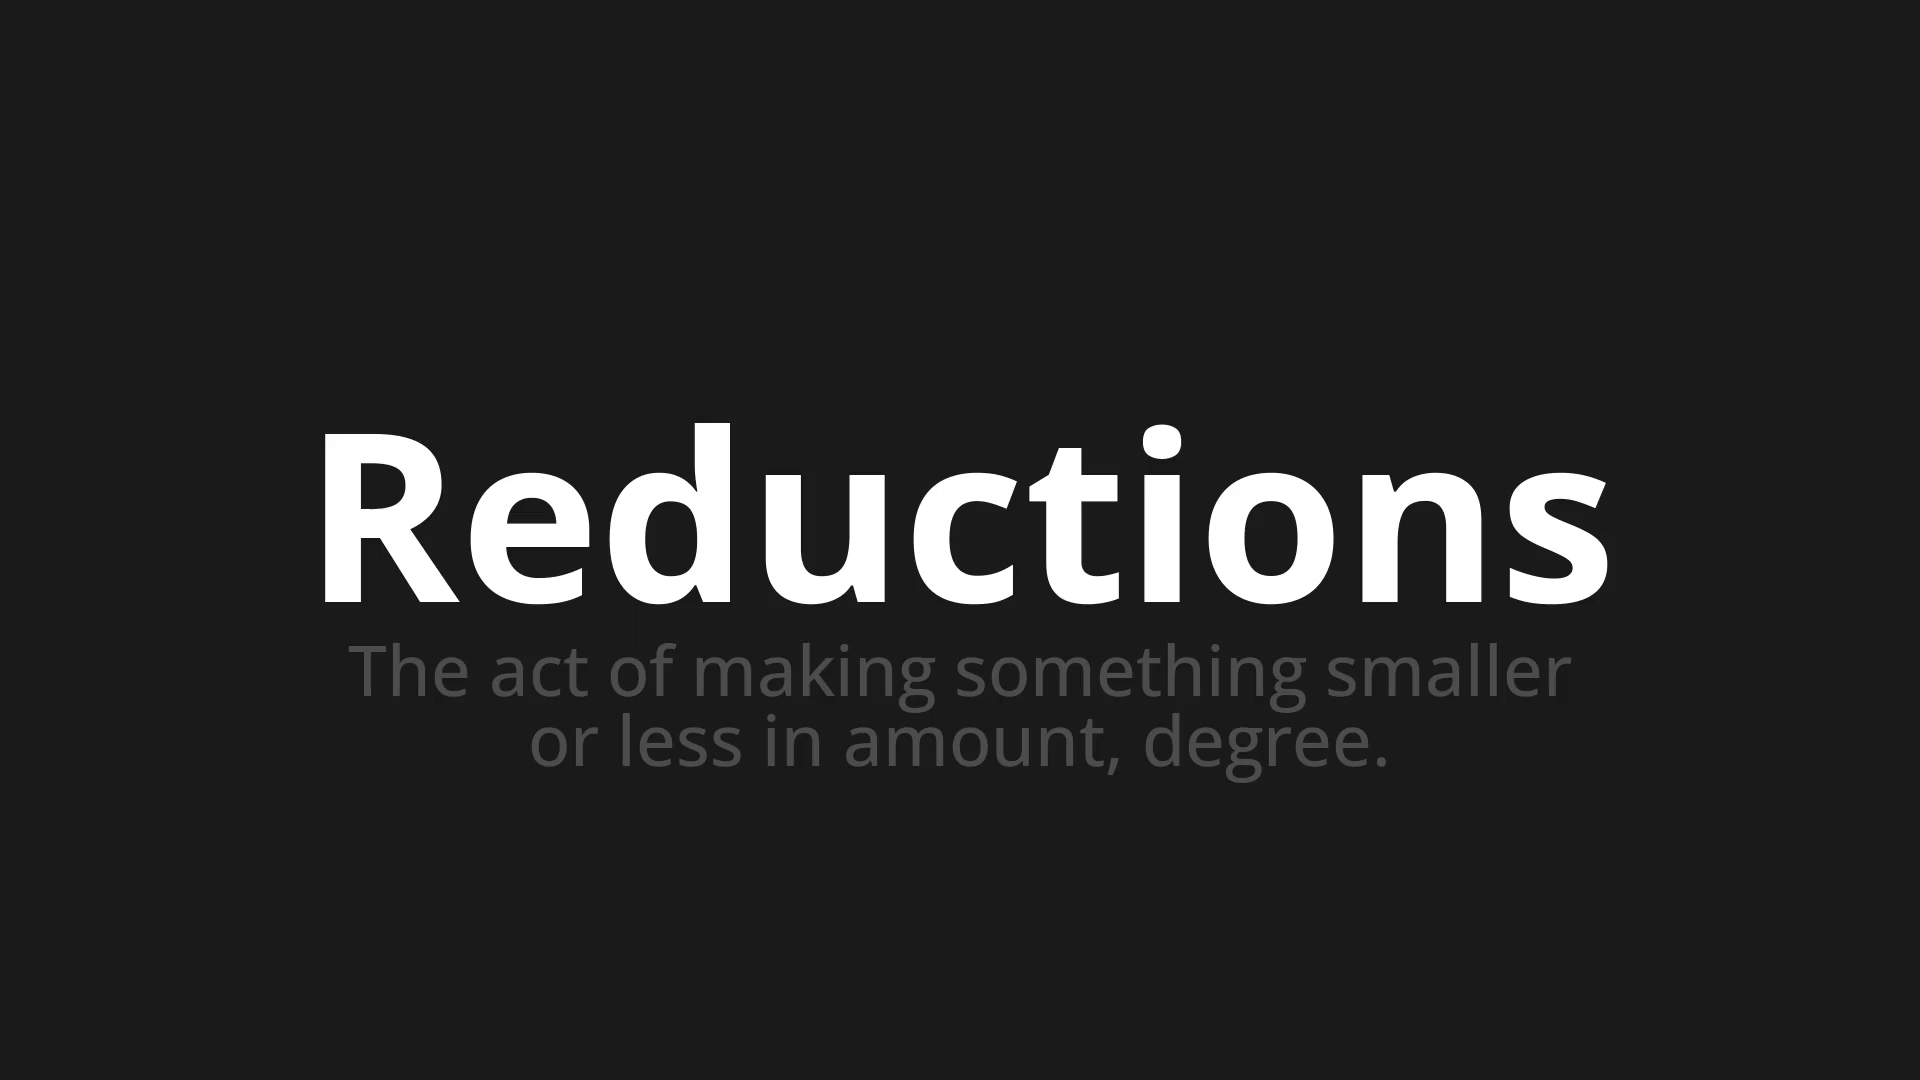 Reductions
The act of making something smaller
or less in amount, degree.